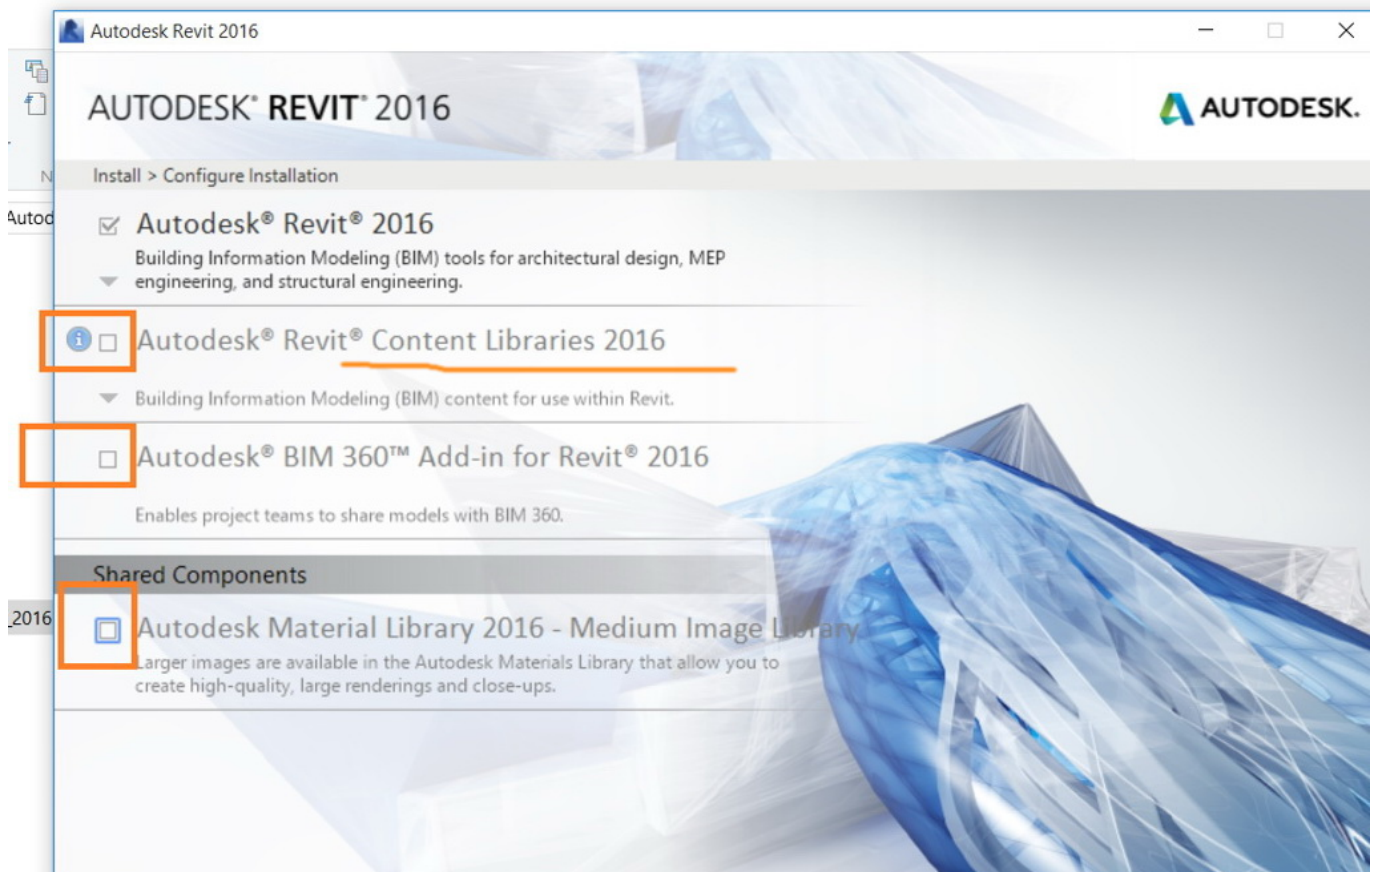 Autodesk Revit 2016
AUTODESK® REVIT® 2016
AUTODESK.
N
Install > Configure Installation
Autod
Autodesk® Revit® 2016
Building Information Modeling (BIM) tools for architectural design, MEP
engineering, and structural engineering.
Autodesk® Revit® Content Libraries 2016
Building Information Modeling (BIM) content for use within Revit.
Autodesk® BIM 360™ Add-in for Revit® 2016
Enables project teams to share models with BIM 360.
Shared Components
_2016
Autodesk Material Library 2016 - Medium Image Library
Larger images are available in the Autodesk Materials Library that allow you to
create high-quality, large renderings and close-ups.